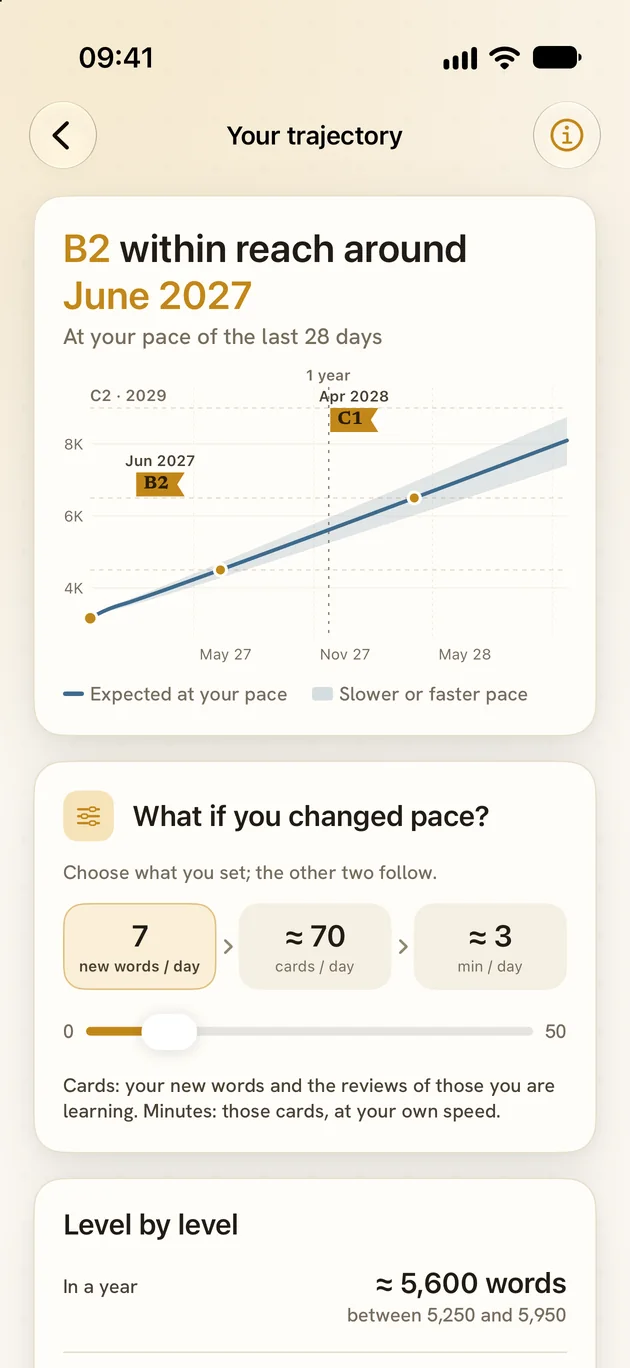 09:41
Your trajectory
B2 within reach around
June 2027
At your pace of the last 28 days
1 year
C2 · 2029
Apr 2028
C1
8K
Jun 2027
B2
6K
4K
May 27
Nov 27
May 28
Expected at your pace
Slower or faster pace
What if you changed pace?
Choose what you set; the other two follow.
7
new words / day
≈ 70
cards / day
≈ 3
min / day
0
50
Cards: your new words and the reviews of those you are
learning. Minutes: those cards, at your own speed.
Level by level
In a year
≈ 5,600 words
between 5,250 and 5,950